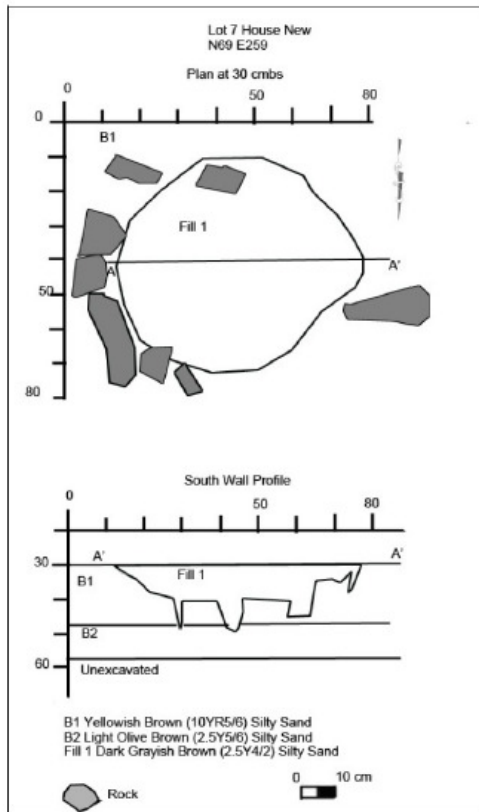 Lot 7 House New
N69 E259
Plan at 30 cmbs
0 50 80
0
B1
Fill 1
A A'
50
80
South Wall Profile
0 50 80
30 A' A'
B1 Fill 1
B2
60 Unexcavated
B1 Yellowish Brown (10YR5/6) Silty Sand
B2 Light Olive Brown (2.5Y5/6) Silty Sand
Fill 1 Dark Grayish Brown (2.5Y4/2) Silty Sand
Rock 0 10 cm